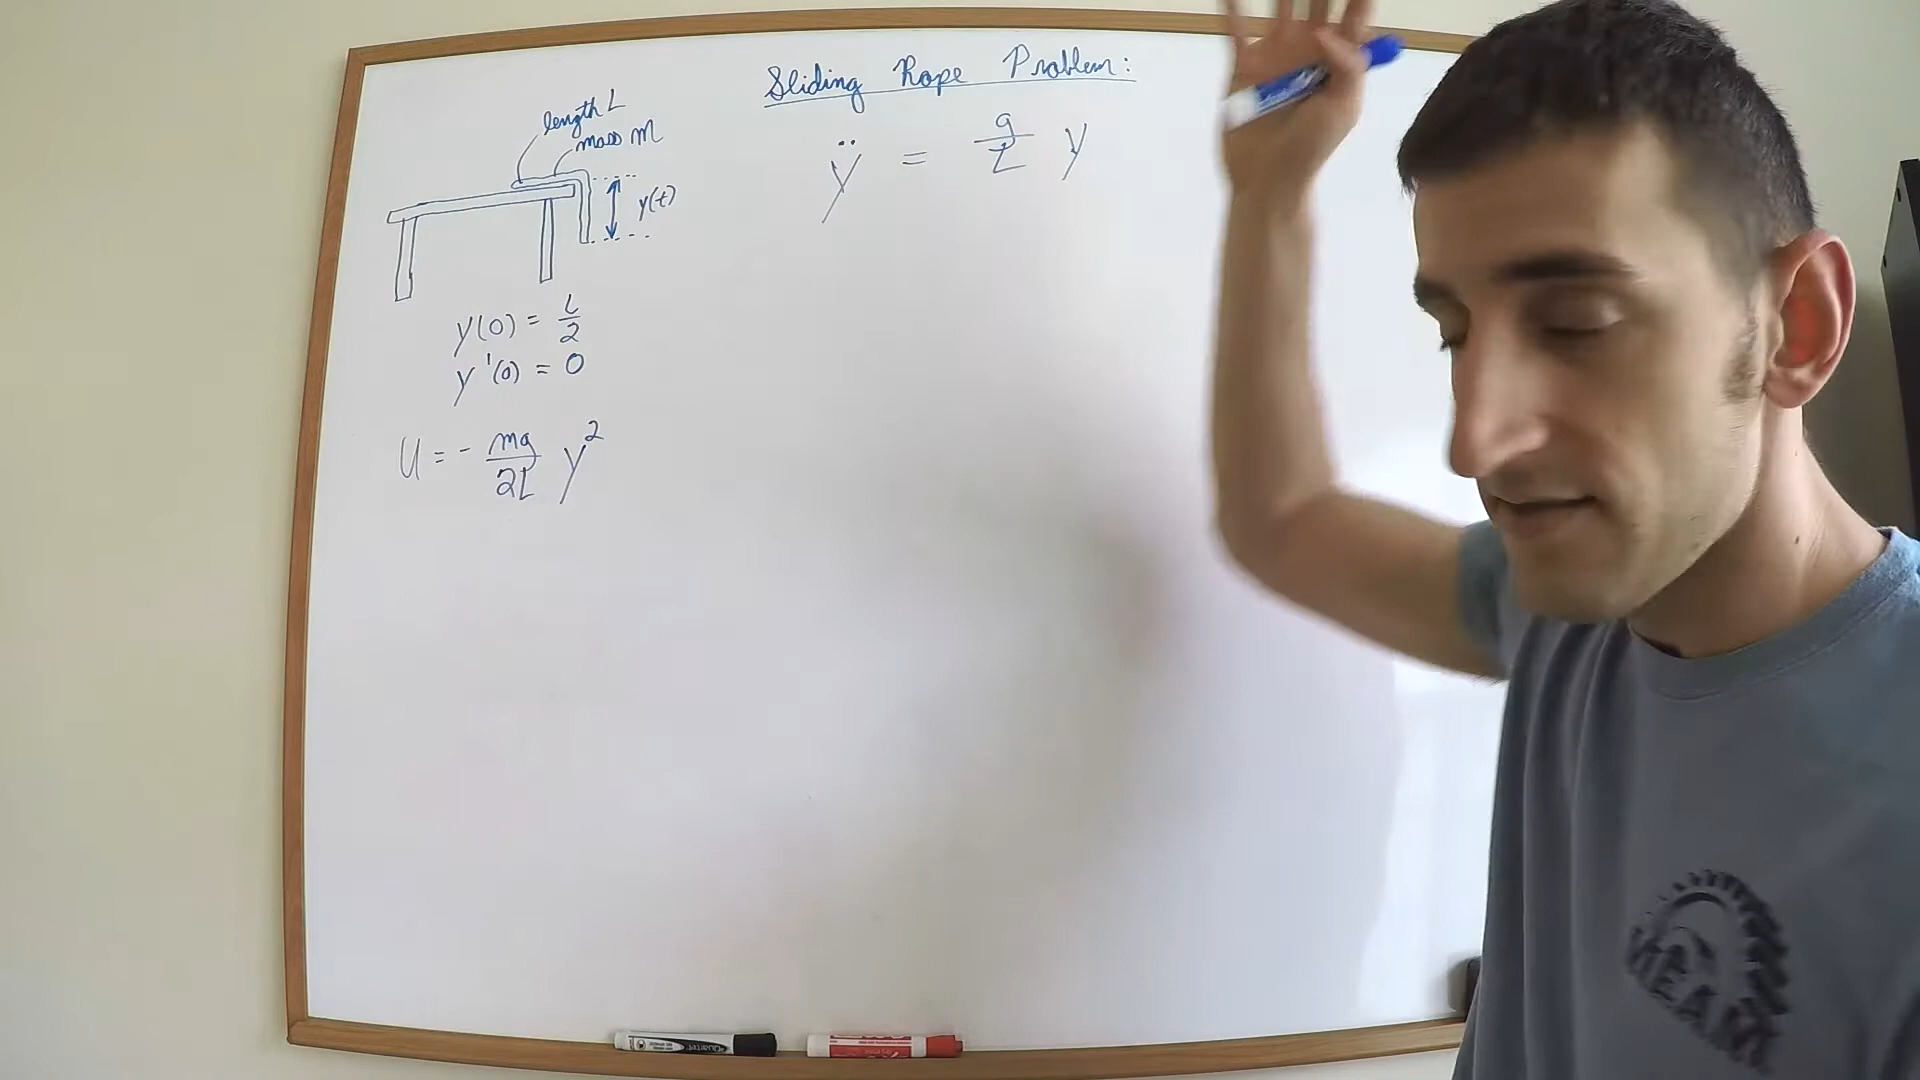 Sliding Rope Problem:
length L
mass m
y(t)
ÿ = g/L y
y(0) = L/2
y'(0) = 0
U = - mg/2L y²